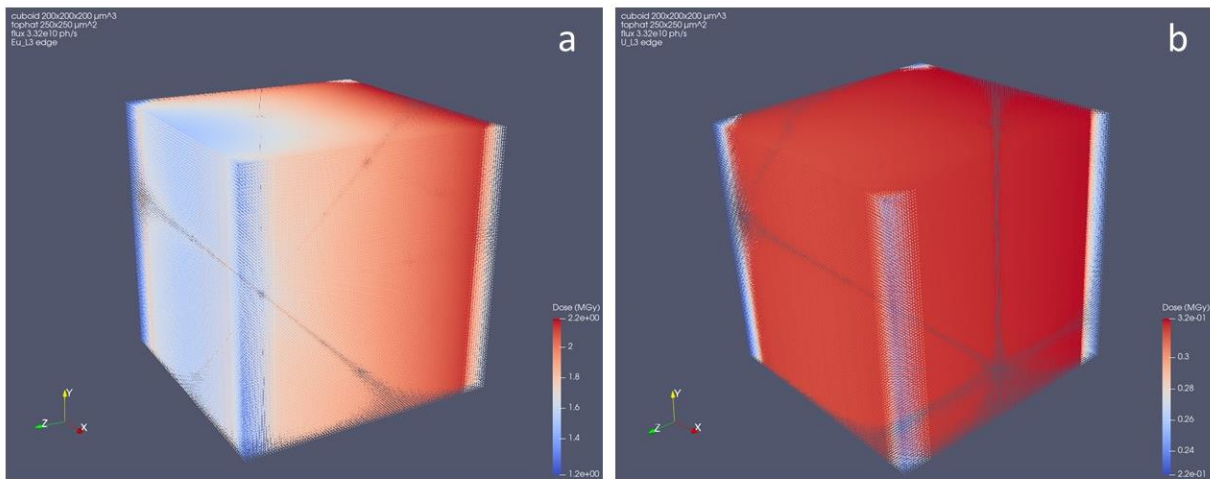 cuboid 200x200x200 µm^3
tophat 250x250 µm^2
flux 3.32e10 ph/s
Eu_L3 edge
a
Dose (MGy)
2.2e+00
2
1.8
1.6
1.4
1.2e+00
Y
Z
X
cuboid 200x200x200 µm^3
tophat 250x250 µm^2
flux 3.32e10 ph/s
U_L3 edge
b
Dose (MGy)
3.2e-01
0.3
0.28
0.26
0.24
2.2e-01
Y
Z
X